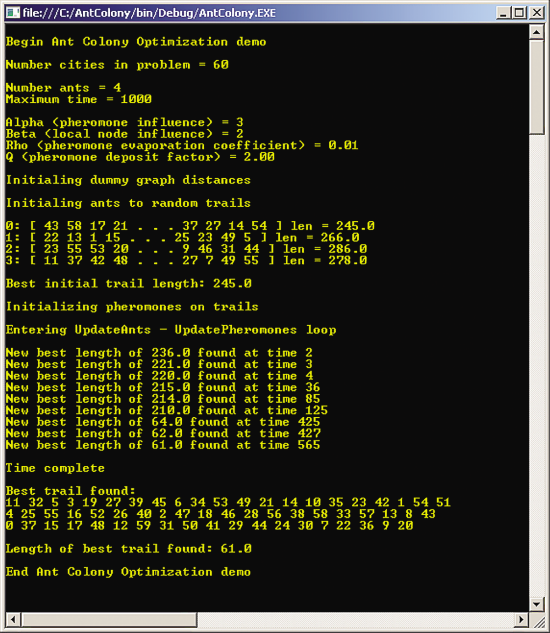 file:///C:/AntColony/bin/Debug/AntColony.EXE
Begin Ant Colony Optimization demo
Number cities in problem = 60
Number ants = 4
Maximum time = 1000
Alpha (pheromone influence) = 3
Beta (local node influence) = 2
Rho (pheromone evaporation coefficient) = 0.01
Q (pheromone deposit factor) = 2.00
Initialing dummy graph distances
Initialing ants to random trails
0: [ 43 58 17 21 . . . 37 27 14 54 ] len = 245.0
1: [ 22 13 1 15 . . . 25 23 49 5 ] len = 266.0
2: [ 23 55 53 20 . . . 9 46 31 44 ] len = 286.0
3: [ 11 37 42 48 . . . 27 7 49 55 ] len = 278.0
Best initial trail length: 245.0
Initializing pheromones on trails
Entering UpdateAnts - UpdatePheromones loop
New best length of 236.0 found at time 2
New best length of 221.0 found at time 3
New best length of 220.0 found at time 4
New best length of 215.0 found at time 36
New best length of 214.0 found at time 85
New best length of 210.0 found at time 125
New best length of 64.0 found at time 425
New best length of 62.0 found at time 427
New best length of 61.0 found at time 565
Time complete
Best trail found:
11 32 5 3 19 27 39 45 6 34 53 49 21 14 10 35 23 42 1 54 51
4 25 55 16 52 26 40 2 47 18 46 28 56 38 58 33 57 13 8 43
0 37 15 17 48 12 59 31 50 41 29 44 24 30 7 22 36 9 20
Length of best trail found: 61.0
End Ant Colony Optimization demo